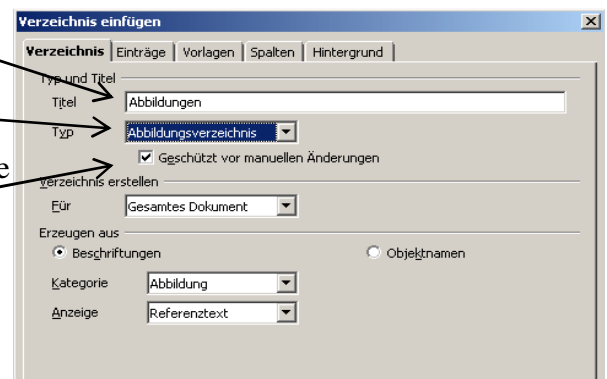 Verzeichnis einfügen
Verzeichnis Einträge Vorlagen Spalten Hintergrund
Typ und Titel
Titel Abbildungen
Typ Abbildungsverzeichnis
Geschützt vor manuellen Änderungen
e
Verzeichnis erstellen
Für Gesamtes Dokument
Erzeugen aus
Beschriftungen Objektnamen
Kategorie Abbildung
Anzeige Referenztext